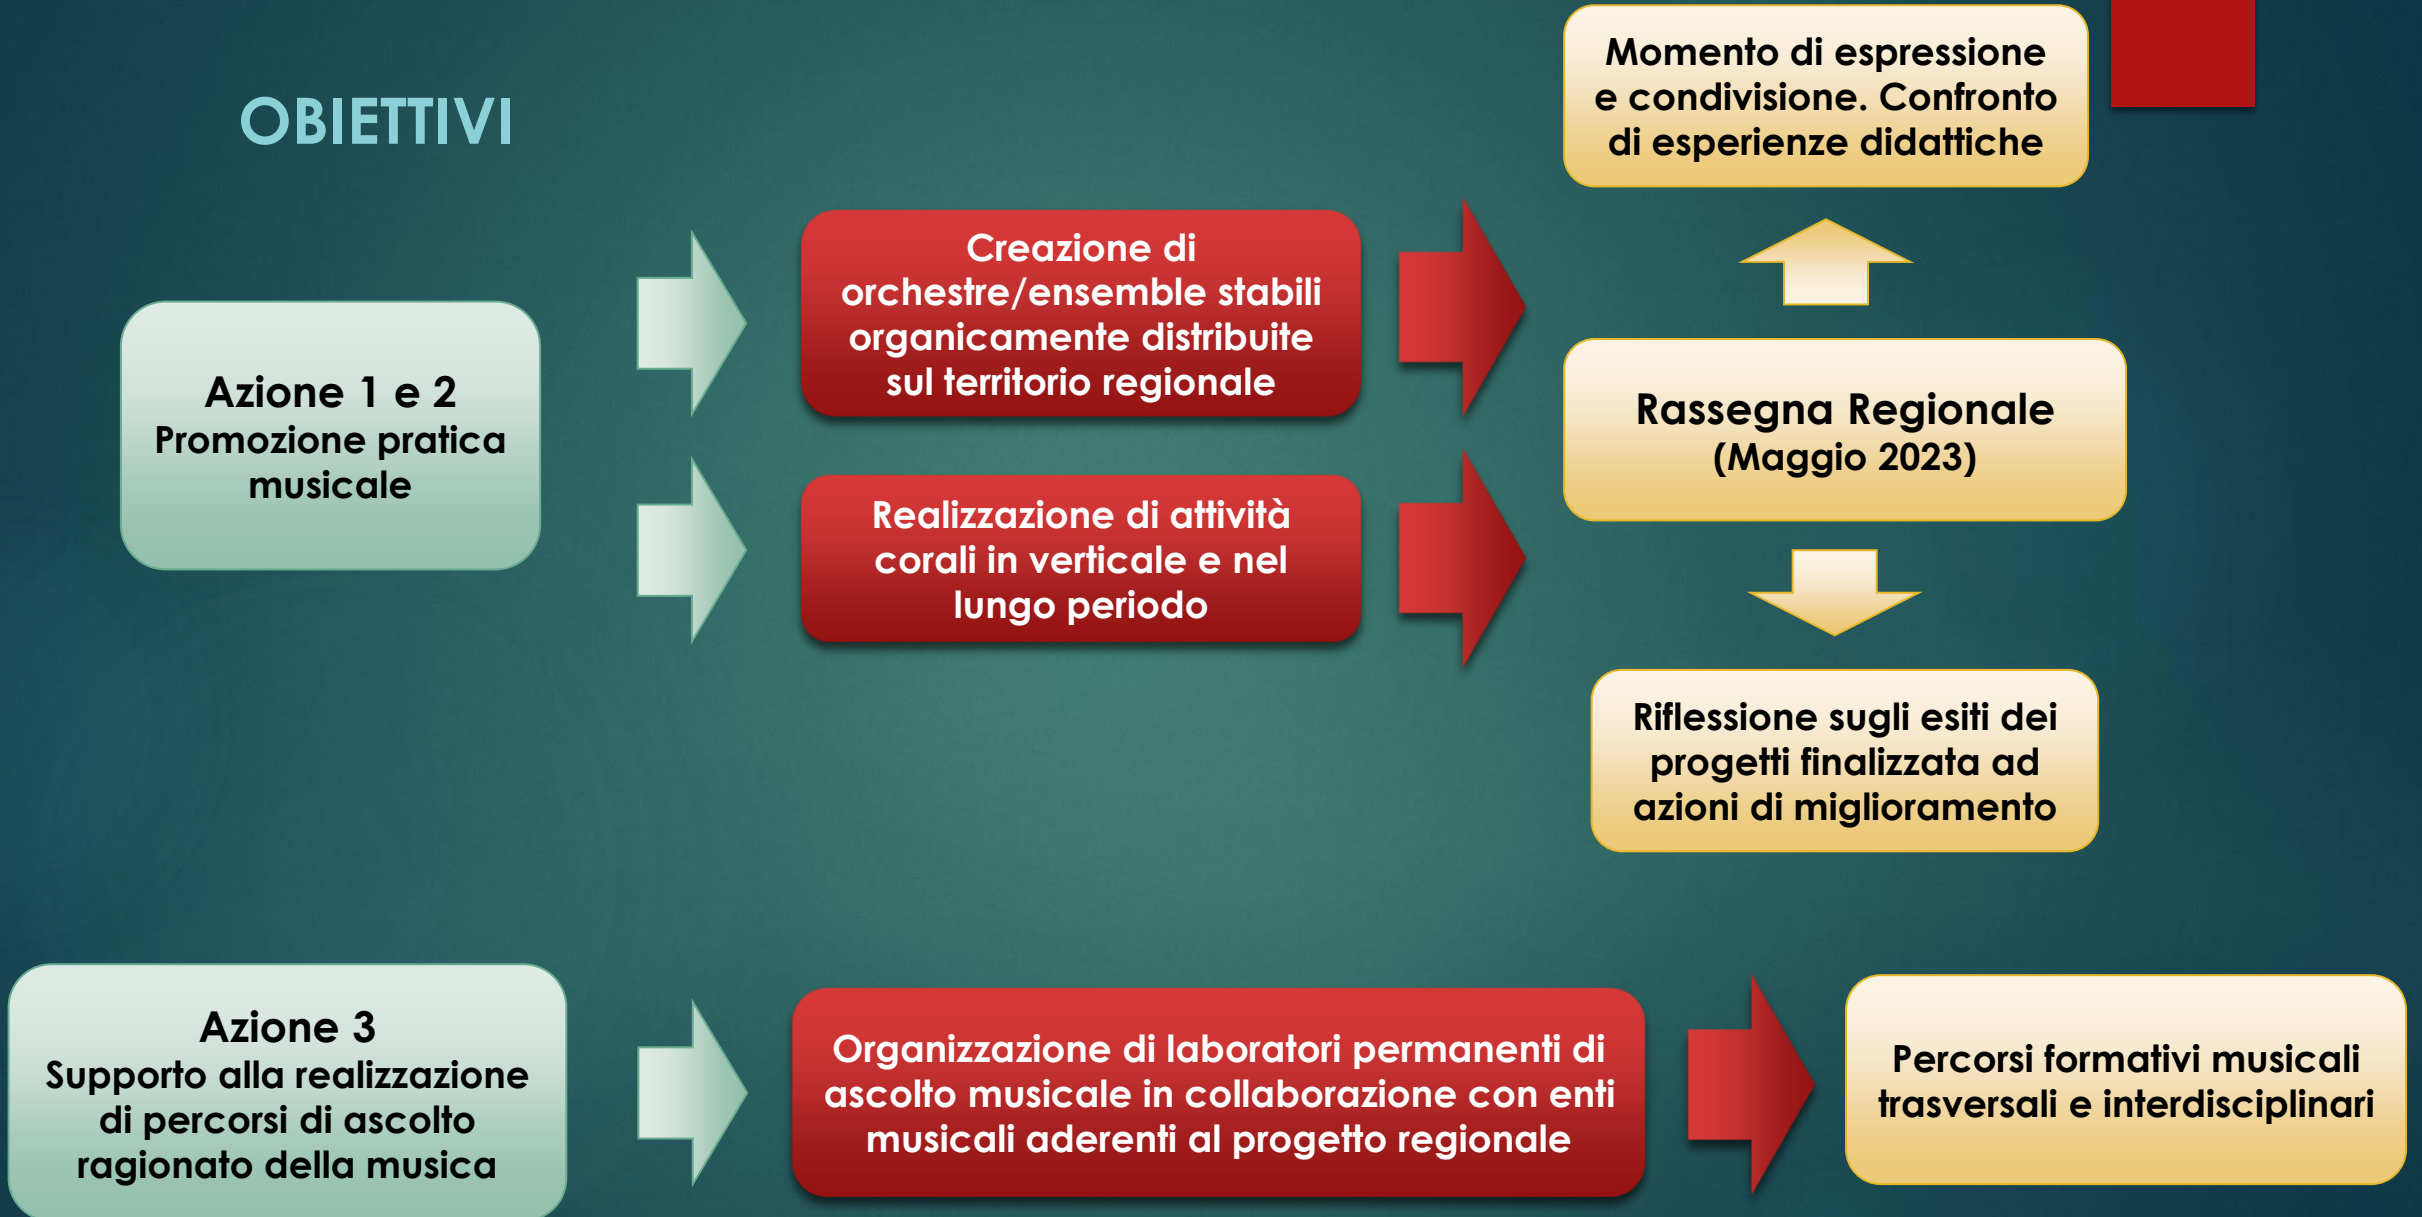 OBIETTIVI
Azione 1 e 2
Promozione pratica
musicale
Creazione di
orchestre/ensemble stabili
organicamente distribuite
sul territorio regionale
Realizzazione di attività
corali in verticale e nel
lungo periodo
Momento di espressione
e condivisione. Confronto
di esperienze didattiche
Rassegna Regionale
(Maggio 2023)
Riflessione sugli esiti dei
progetti finalizzata ad
azioni di miglioramento
Azione 3
Supporto alla realizzazione
di percorsi di ascolto
ragionato della musica
Organizzazione di laboratori permanenti di
ascolto musicale in collaborazione con enti
musicali aderenti al progetto regionale
Percorsi formativi musicali
trasversali e interdisciplinari